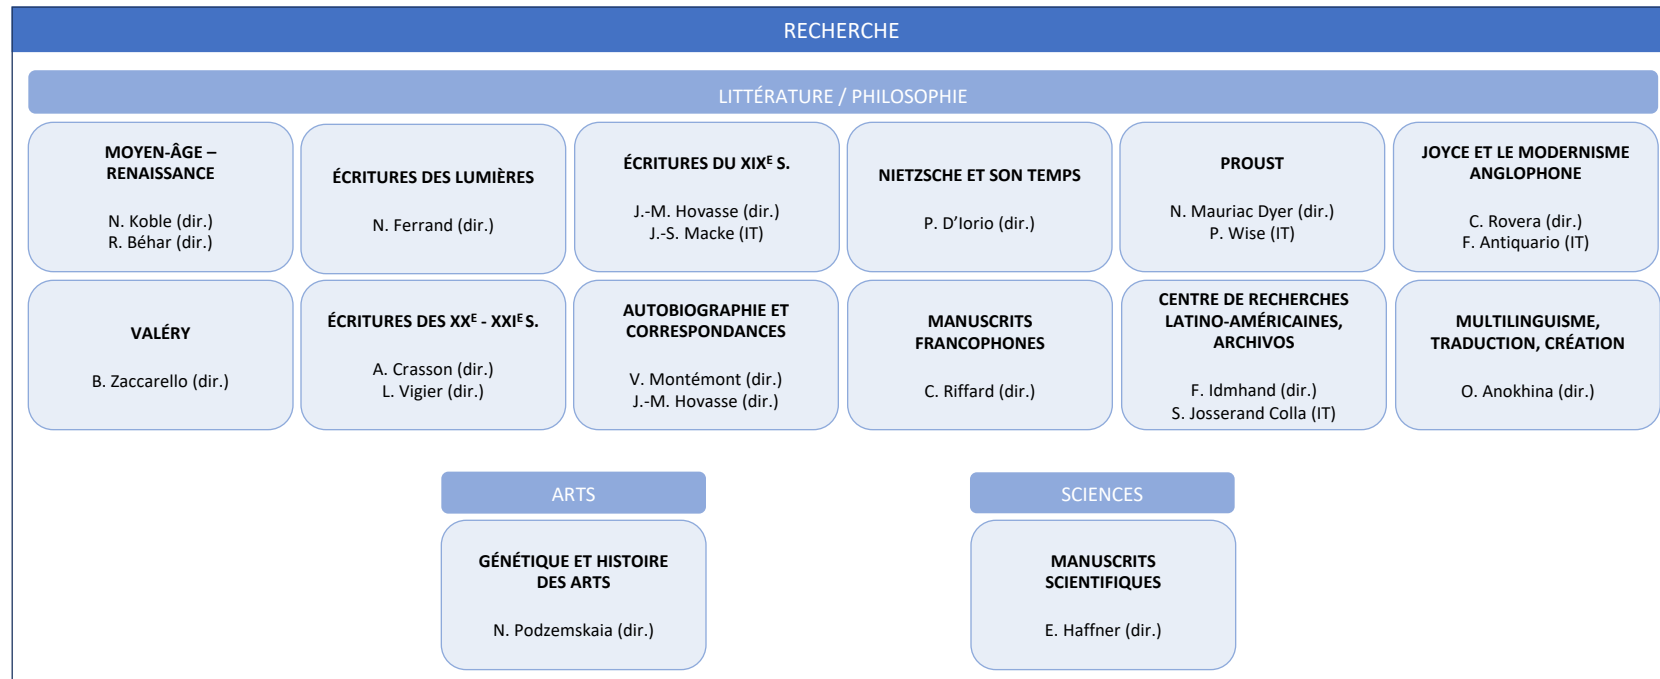 RECHERCHE
LITTÉRATURE / PHILOSOPHIE
MOYEN-ÂGE –
RENAISSANCE
N. Koble (dir.)
R. Béhar (dir.)
ÉCRITURES DES LUMIÈRES
N. Ferrand (dir.)
ÉCRITURES DU XIXᴱ S.
J.-M. Hovasse (dir.)
J.-S. Macke (IT)
NIETZSCHE ET SON TEMPS
P. D’Iorio (dir.)
PROUST
N. Mauriac Dyer (dir.)
P. Wise (IT)
JOYCE ET LE MODERNISME
ANGLOPHONE
C. Rovera (dir.)
F. Antiquario (IT)
VALÉRY
B. Zaccarello (dir.)
ÉCRITURES DES XXᴱ - XXIᴱ S.
A. Crasson (dir.)
L. Vigier (dir.)
AUTOBIOGRAPHIE ET
CORRESPONDANCES
V. Montémont (dir.)
J.-M. Hovasse (dir.)
MANUSCRITS
FRANCOPHONES
C. Riffard (dir.)
CENTRE DE RECHERCHES
LATINO-AMÉRICAINES,
ARCHIVOS
F. Idmhand (dir.)
S. Josserand Colla (IT)
MULTILINGUISME,
TRADUCTION, CRÉATION
O. Anokhina (dir.)
ARTS
GÉNÉTIQUE ET HISTOIRE
DES ARTS
N. Podzemskaia (dir.)
SCIENCES
MANUSCRITS
SCIENTIFIQUES
E. Haffner (dir.)